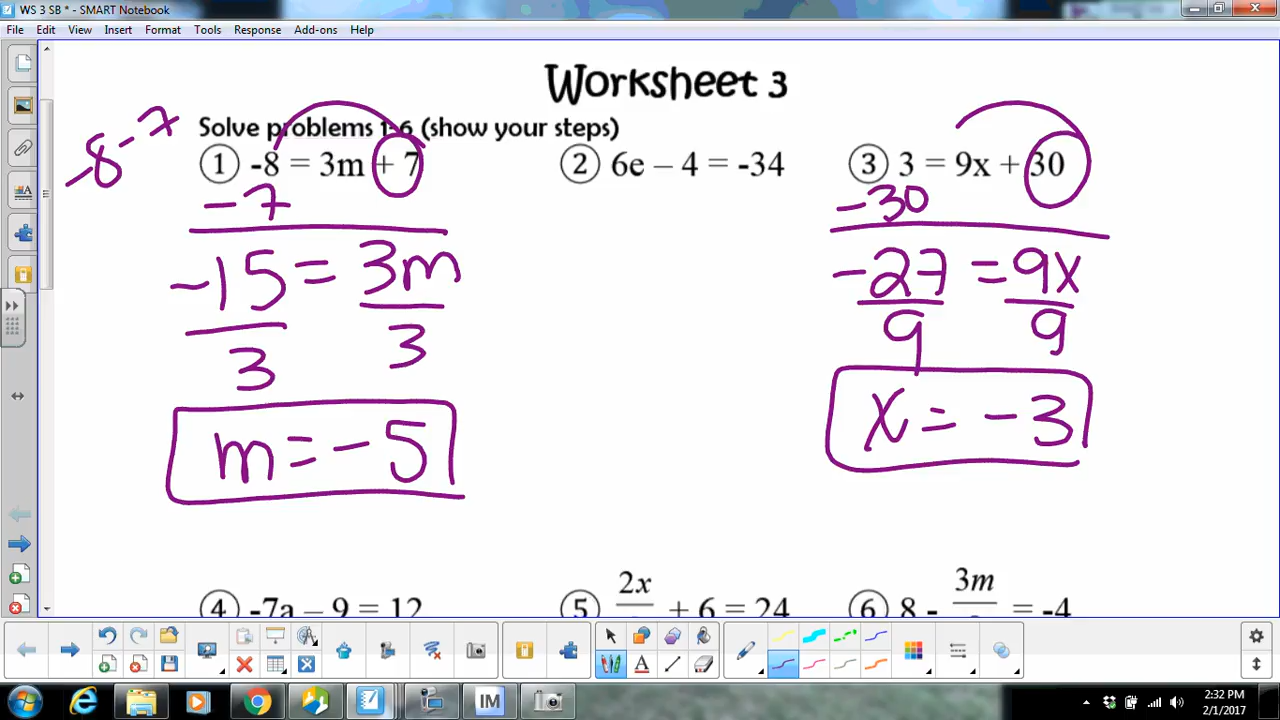 WS 3 SB * - SMART Notebook
File Edit View Insert Format Tools Response Add-ons Help
Worksheet 3
Solve problems 1-6 (show your steps)
-8 - 7
① -8 = 3m + 7
- 7
-15 = 3m
3 3
m = -5
② 6e – 4 = -34
③ 3 = 9x + 30
-30
-27 = 9x
9 9
x = -3
④ -7a – 9 = 12
⑤ 2x + 6 = 24
⑥ 8 - 3m = -4
A
IM
2:32 PM
2/1/2017